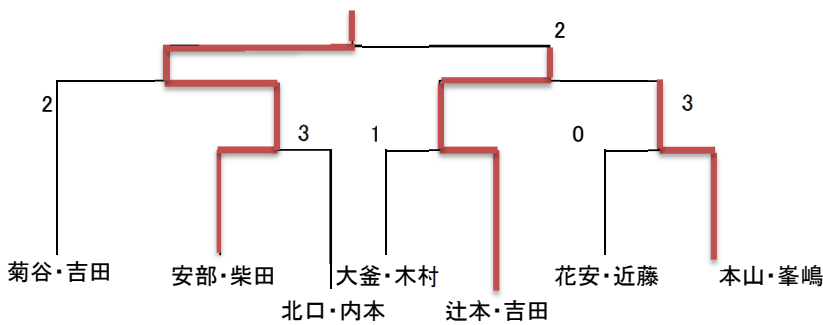 2
2
3
3
1
0
菊谷・吉田
安部・柴田
大釜・木村
花安・近藤
本山・峯嶋
北口・内本
辻本・吉田